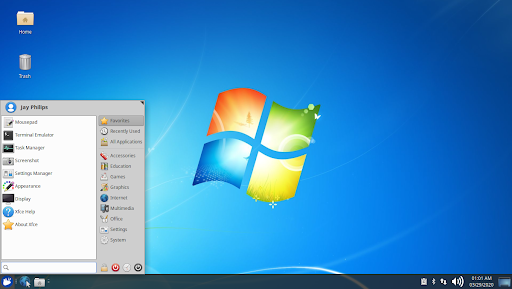 Home
Trash
Jay Philips
Mousepad
Terminal Emulator
Task Manager
Screenshot
Settings Manager
Appearance
Display
Xfce Help
About Xfce
Favorites
Recently Used
All Applications
Accessories
Education
Games
Graphics
Internet
Multimedia
Office
Settings
System
01:01 AM
03/29/2020